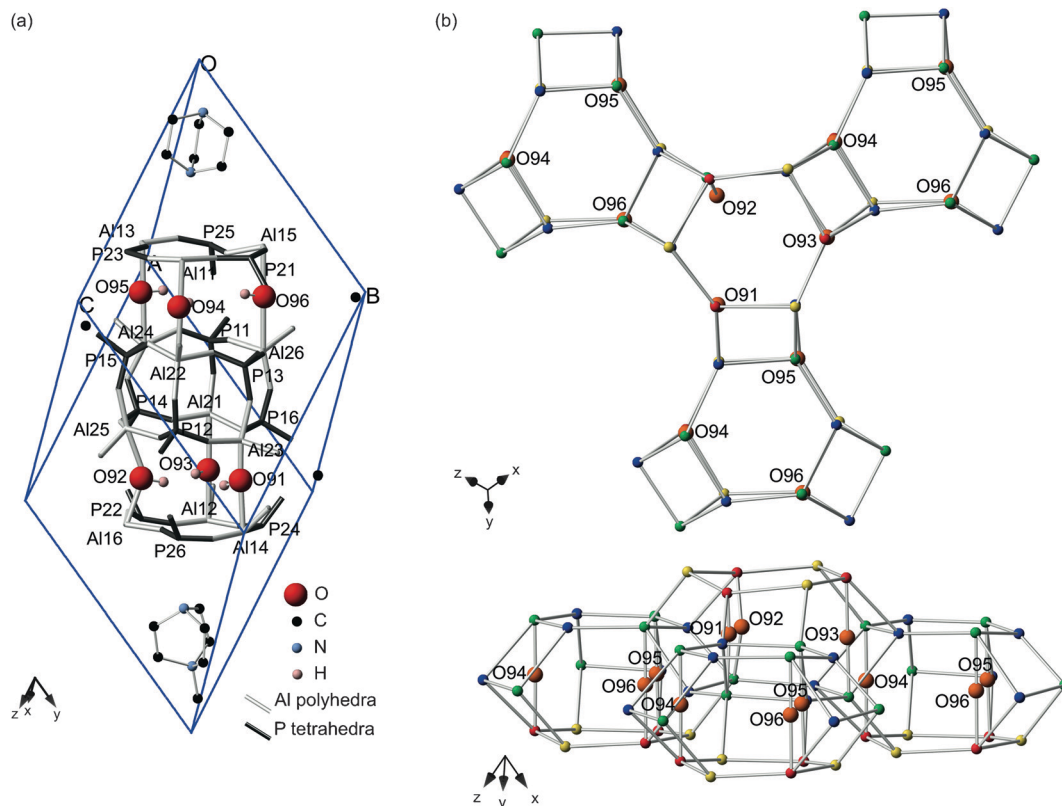 (a)
O
Al13
P25
Al15
P23
A
Al11
P21
O95
O94
O96
C
B
Al24
P11
Al26
P15
Al22
P13
P14
Al21
P16
Al25
P12
Al23
O92
O93
O91
P22
Al12
P24
Al16
P26
Al14
O
C
N
H
Al polyhedra
P tetrahedra
z x y
(b)
O95
O95
O94
O94
O96
O92
O96
O93
O91
O95
O94
O96
z x
y
O91 O92
O93
O94
O95
O94
O96
O95
O96
O94
O95
O96
z y x